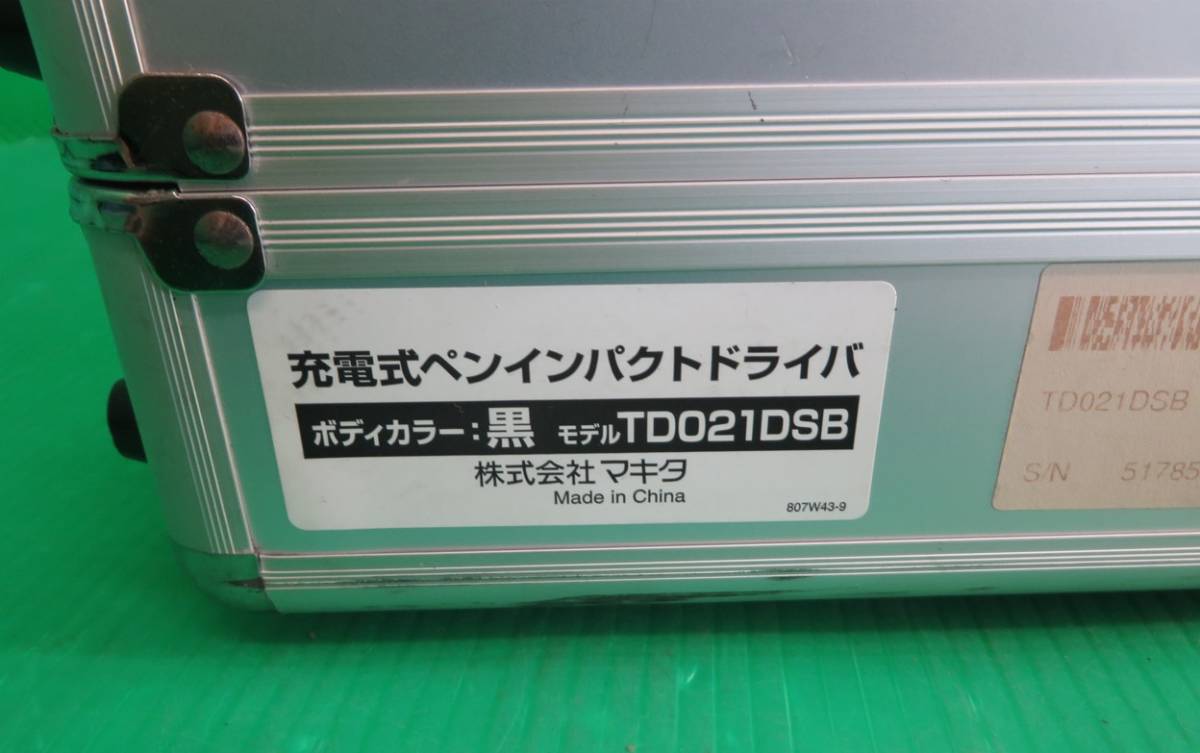 充電式ペンインパクトドライバ
ボディカラー:黒 モデルTD021DSB
株式会社マキタ
Made in China
807W43-9
TD021DSB
S/N 51785